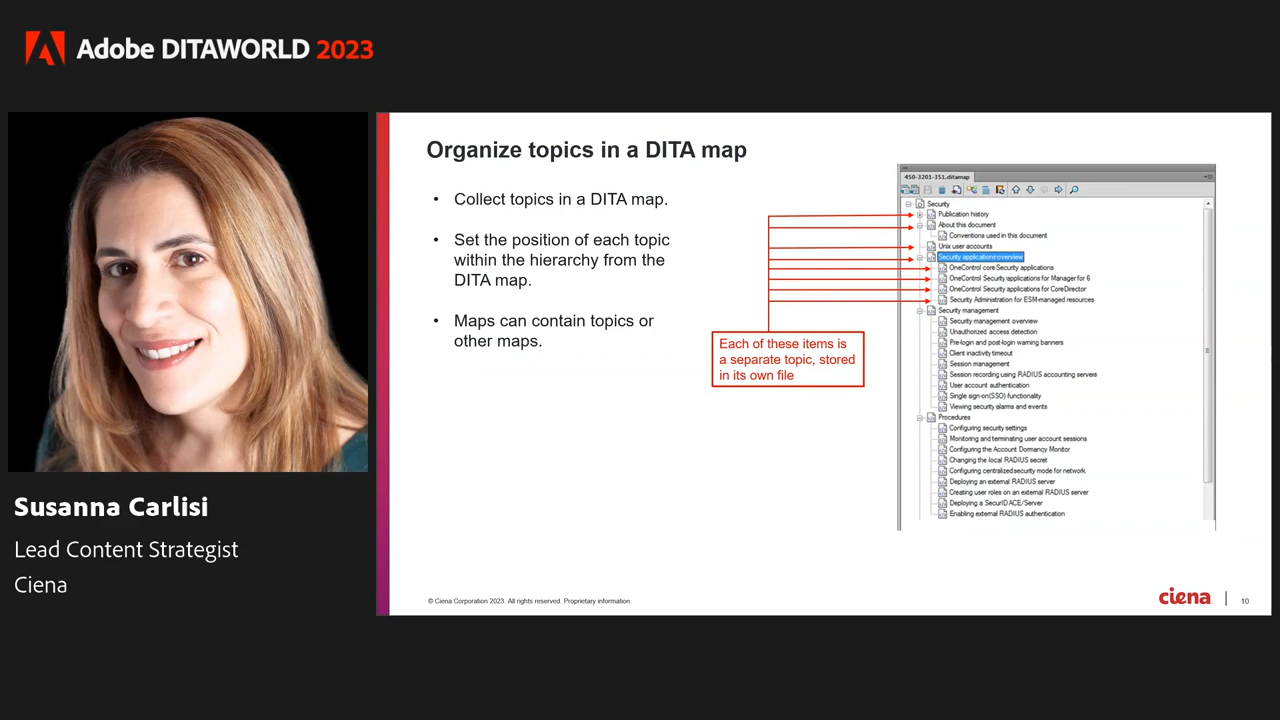 Adobe DITAWORLD 2023
Susanna Carlisi
Lead Content Strategist
Ciena
Organize topics in a DITA map
• Collect topics in a DITA map.
• Set the position of each topic
within the hierarchy from the
DITA map.
• Maps can contain topics or
other maps.
Each of these items is
a separate topic, stored
in its own file
450-3201-351.ditamap
Security
Publication history
About this document
Conventions used in this document
Unix user accounts
Security applications overview
OneControl core Security applications
OneControl Security applications for Manager for 6
OneControl Security applications for CoreDirector
Security Administration for ESM-managed resources
Security management
Security management overview
Unauthorized access detection
Pre-login and post-login warning banners
Client inactivity timeout
Session management
Session recording using RADIUS accounting servers
User account authentication
Single sign-on(SSO) functionality
Viewing security alarms and events
Procedures
Configuring security settings
Monitoring and terminating user account sessions
Configuring the Account Dormancy Monitor
Changing the local RADIUS secret
Configuring centralized security mode for network
Deploying an external RADIUS server
Creating user roles on an external RADIUS server
Deploying a SecurID ACE/Server
Enabling external RADIUS authentication
© Ciena Corporation 2023. All rights reserved. Proprietary information.
ciena
10